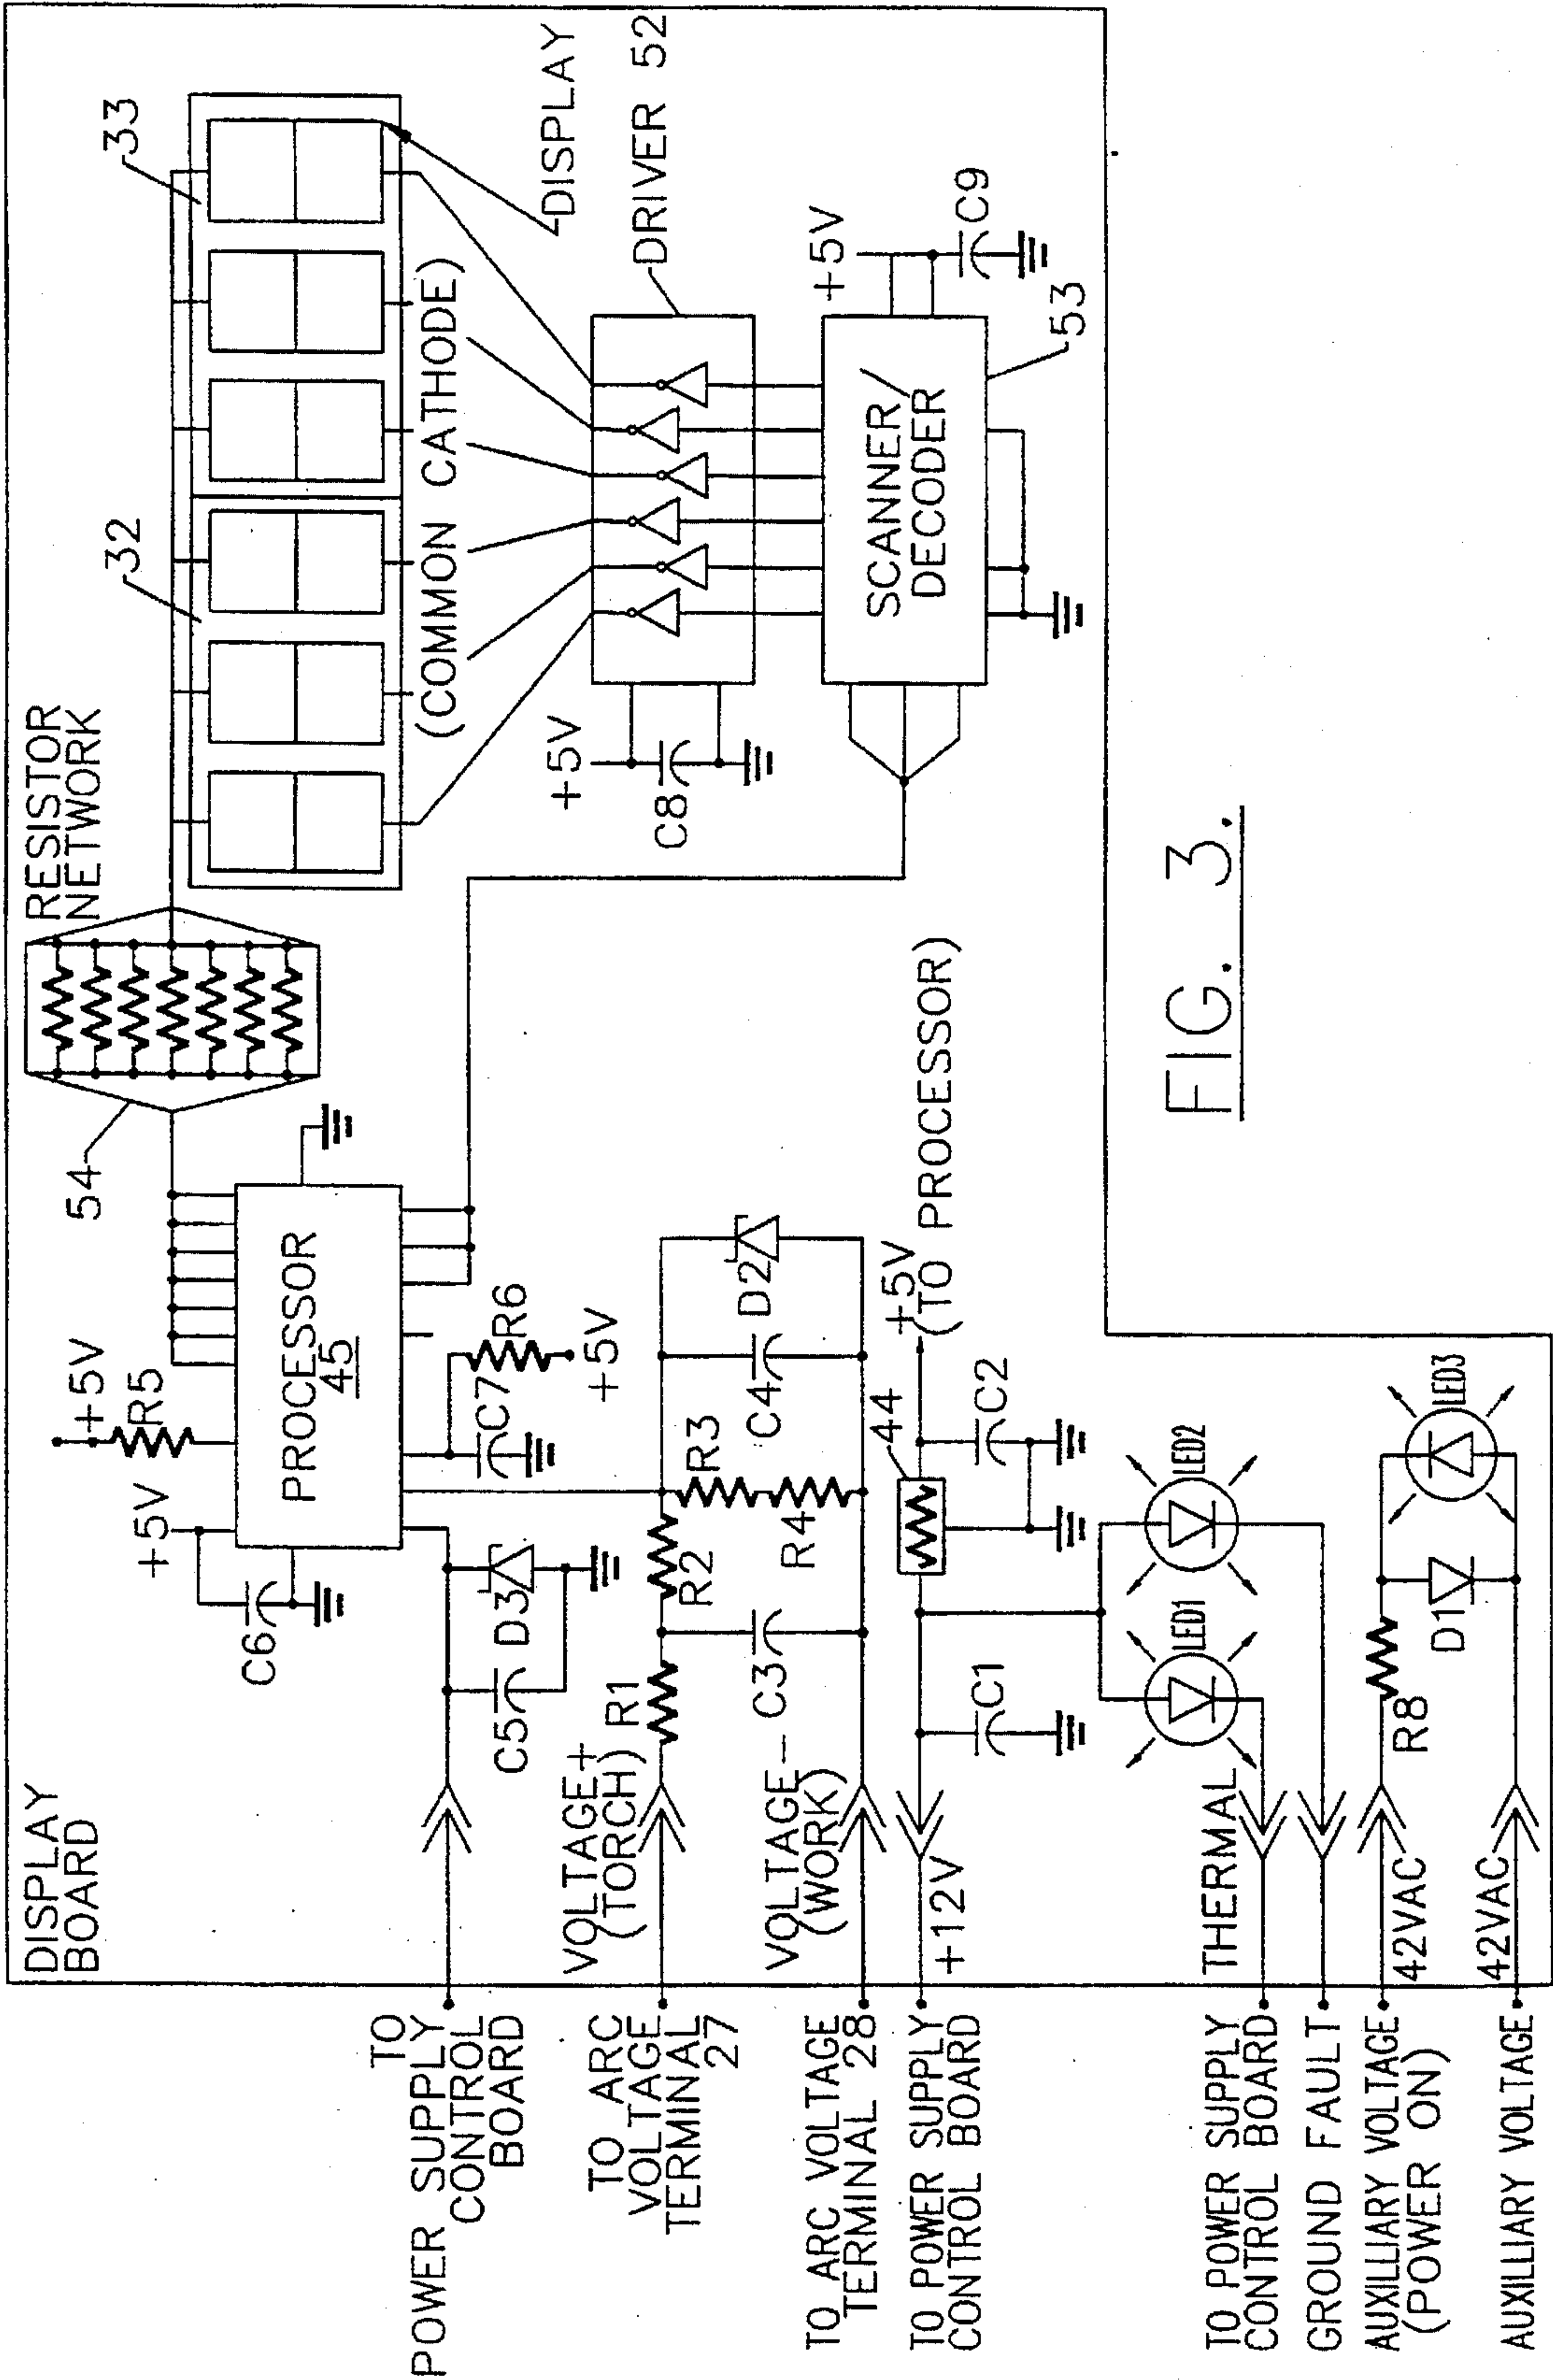 DISPLAY
BOARD
RESISTOR
NETWORK
54
32
33
+5V
R5
+5V
C6
PROCESSOR
45
R6
+5V
C7
(COMMON CATHODE)
DISPLAY
DRIVER 52
+5V
C8
+5V
C9
SCANNER/
DECODER
53
TO
POWER SUPPLY
CONTROL
BOARD
C5
D3
TO ARC
VOLTAGE
TERMINAL
27
VOLTAGE+
(TORCH)
R1
R2
R3
R4
C3
C4
D2
TO ARC VOLTAGE
TERMINAL 28
VOLTAGE-
(WORK)
TO POWER SUPPLY
CONTROL BOARD
+12V
C1
44
C2
+5V
(TO PROCESSOR)
TO POWER SUPPLY
CONTROL BOARD
THERMAL
LED1
LED2
GROUND FAULT
AUXILLIARY VOLTAGE
(POWER ON)
42VAC
R8
D1
LED3
AUXILLIARY VOLTAGE
42VAC
FIG. 3.